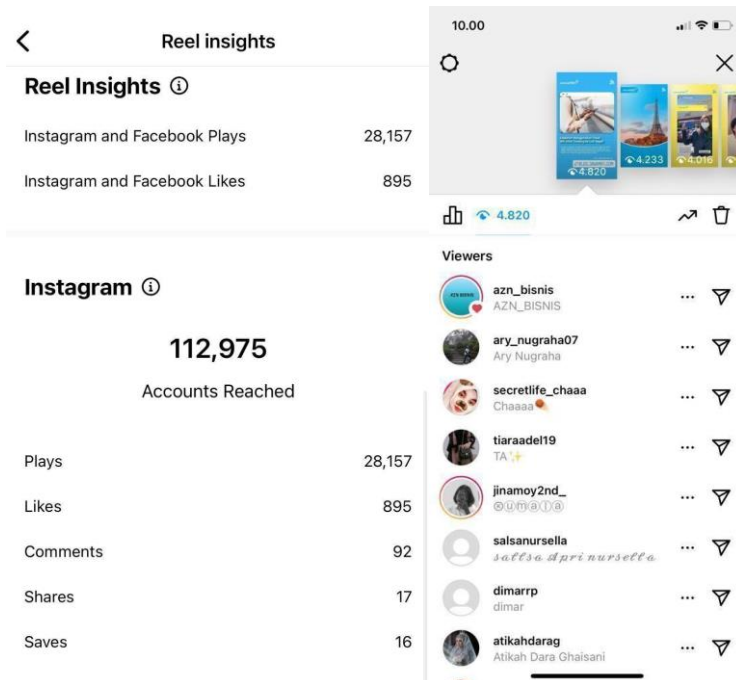 Reel insights
Reel Insights
Instagram and Facebook Plays 28,157
Instagram and Facebook Likes 895
Instagram
112,975
Accounts Reached
Plays 28,157
Likes 895
Comments 92
Shares 17
Saves 16
10.00
4.820
4.233
4.016
4.820
Viewers
azn_bisnis
AZN_BISNIS
ary_nugraha07
Ary Nugraha
secretlife_chaaa
Chaaaa
tiaraadel19
TA✨
jinamoy2nd_
salsanursella
dimarrp
dimar
atikahdarag
Atikah Dara Ghaisani